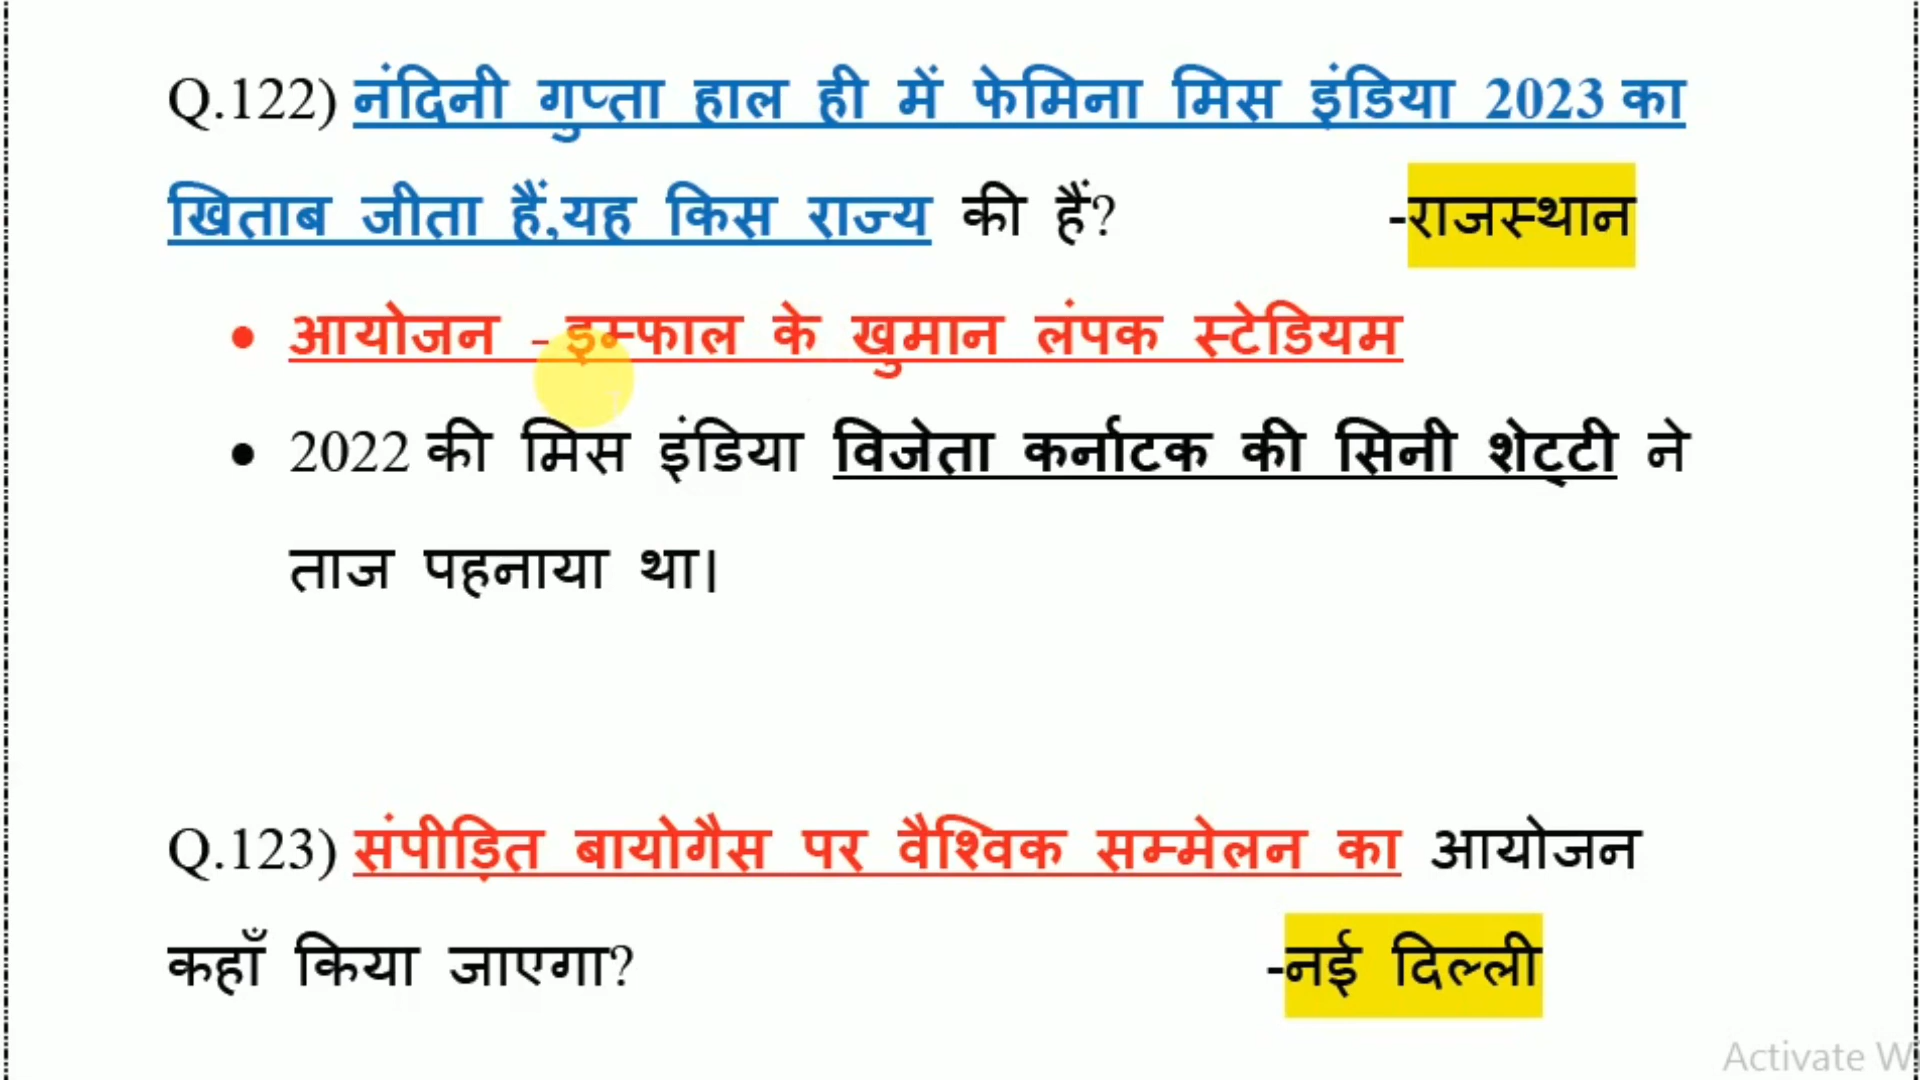 Q.122) नंदिनी गुप्ता हाल ही में फेमिना मिस इंडिया 2023 का
खिताब जीता हैं,यह किस राज्य की हैं? -राजस्थान
• आयोजन - इम्फाल के खुमान लंपक स्टेडियम
• 2022 की मिस इंडिया विजेता कर्नाटक की सिनी शेट्टी ने
ताज पहनाया था।
Q.123) संपीड़ित बायोगैस पर वैश्विक सम्मेलन का आयोजन
कहाँ किया जाएगा? -नई दिल्ली
Activate W